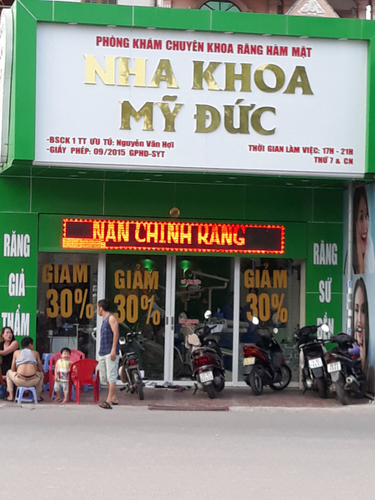 PHÒNG KHÁM CHUYÊN KHOA RĂNG HÀM MẶT
NHA KHOA
MỸ ĐỨC
-BSCK 1 TT ƯU TÚ: Nguyễn Văn Hợi
-GIẤY PHÉP: 09/2015 GPHĐ-SYT
THỜI GIAN LÀM VIỆC: 17H - 21H
THỨ 7 & CN
NẮN CHỈNH RĂNG
RĂNG
GIẢ
THẨM
GIẢM
30%
GIẢM
30%
GIẢM
30%
RĂNG
SỨ